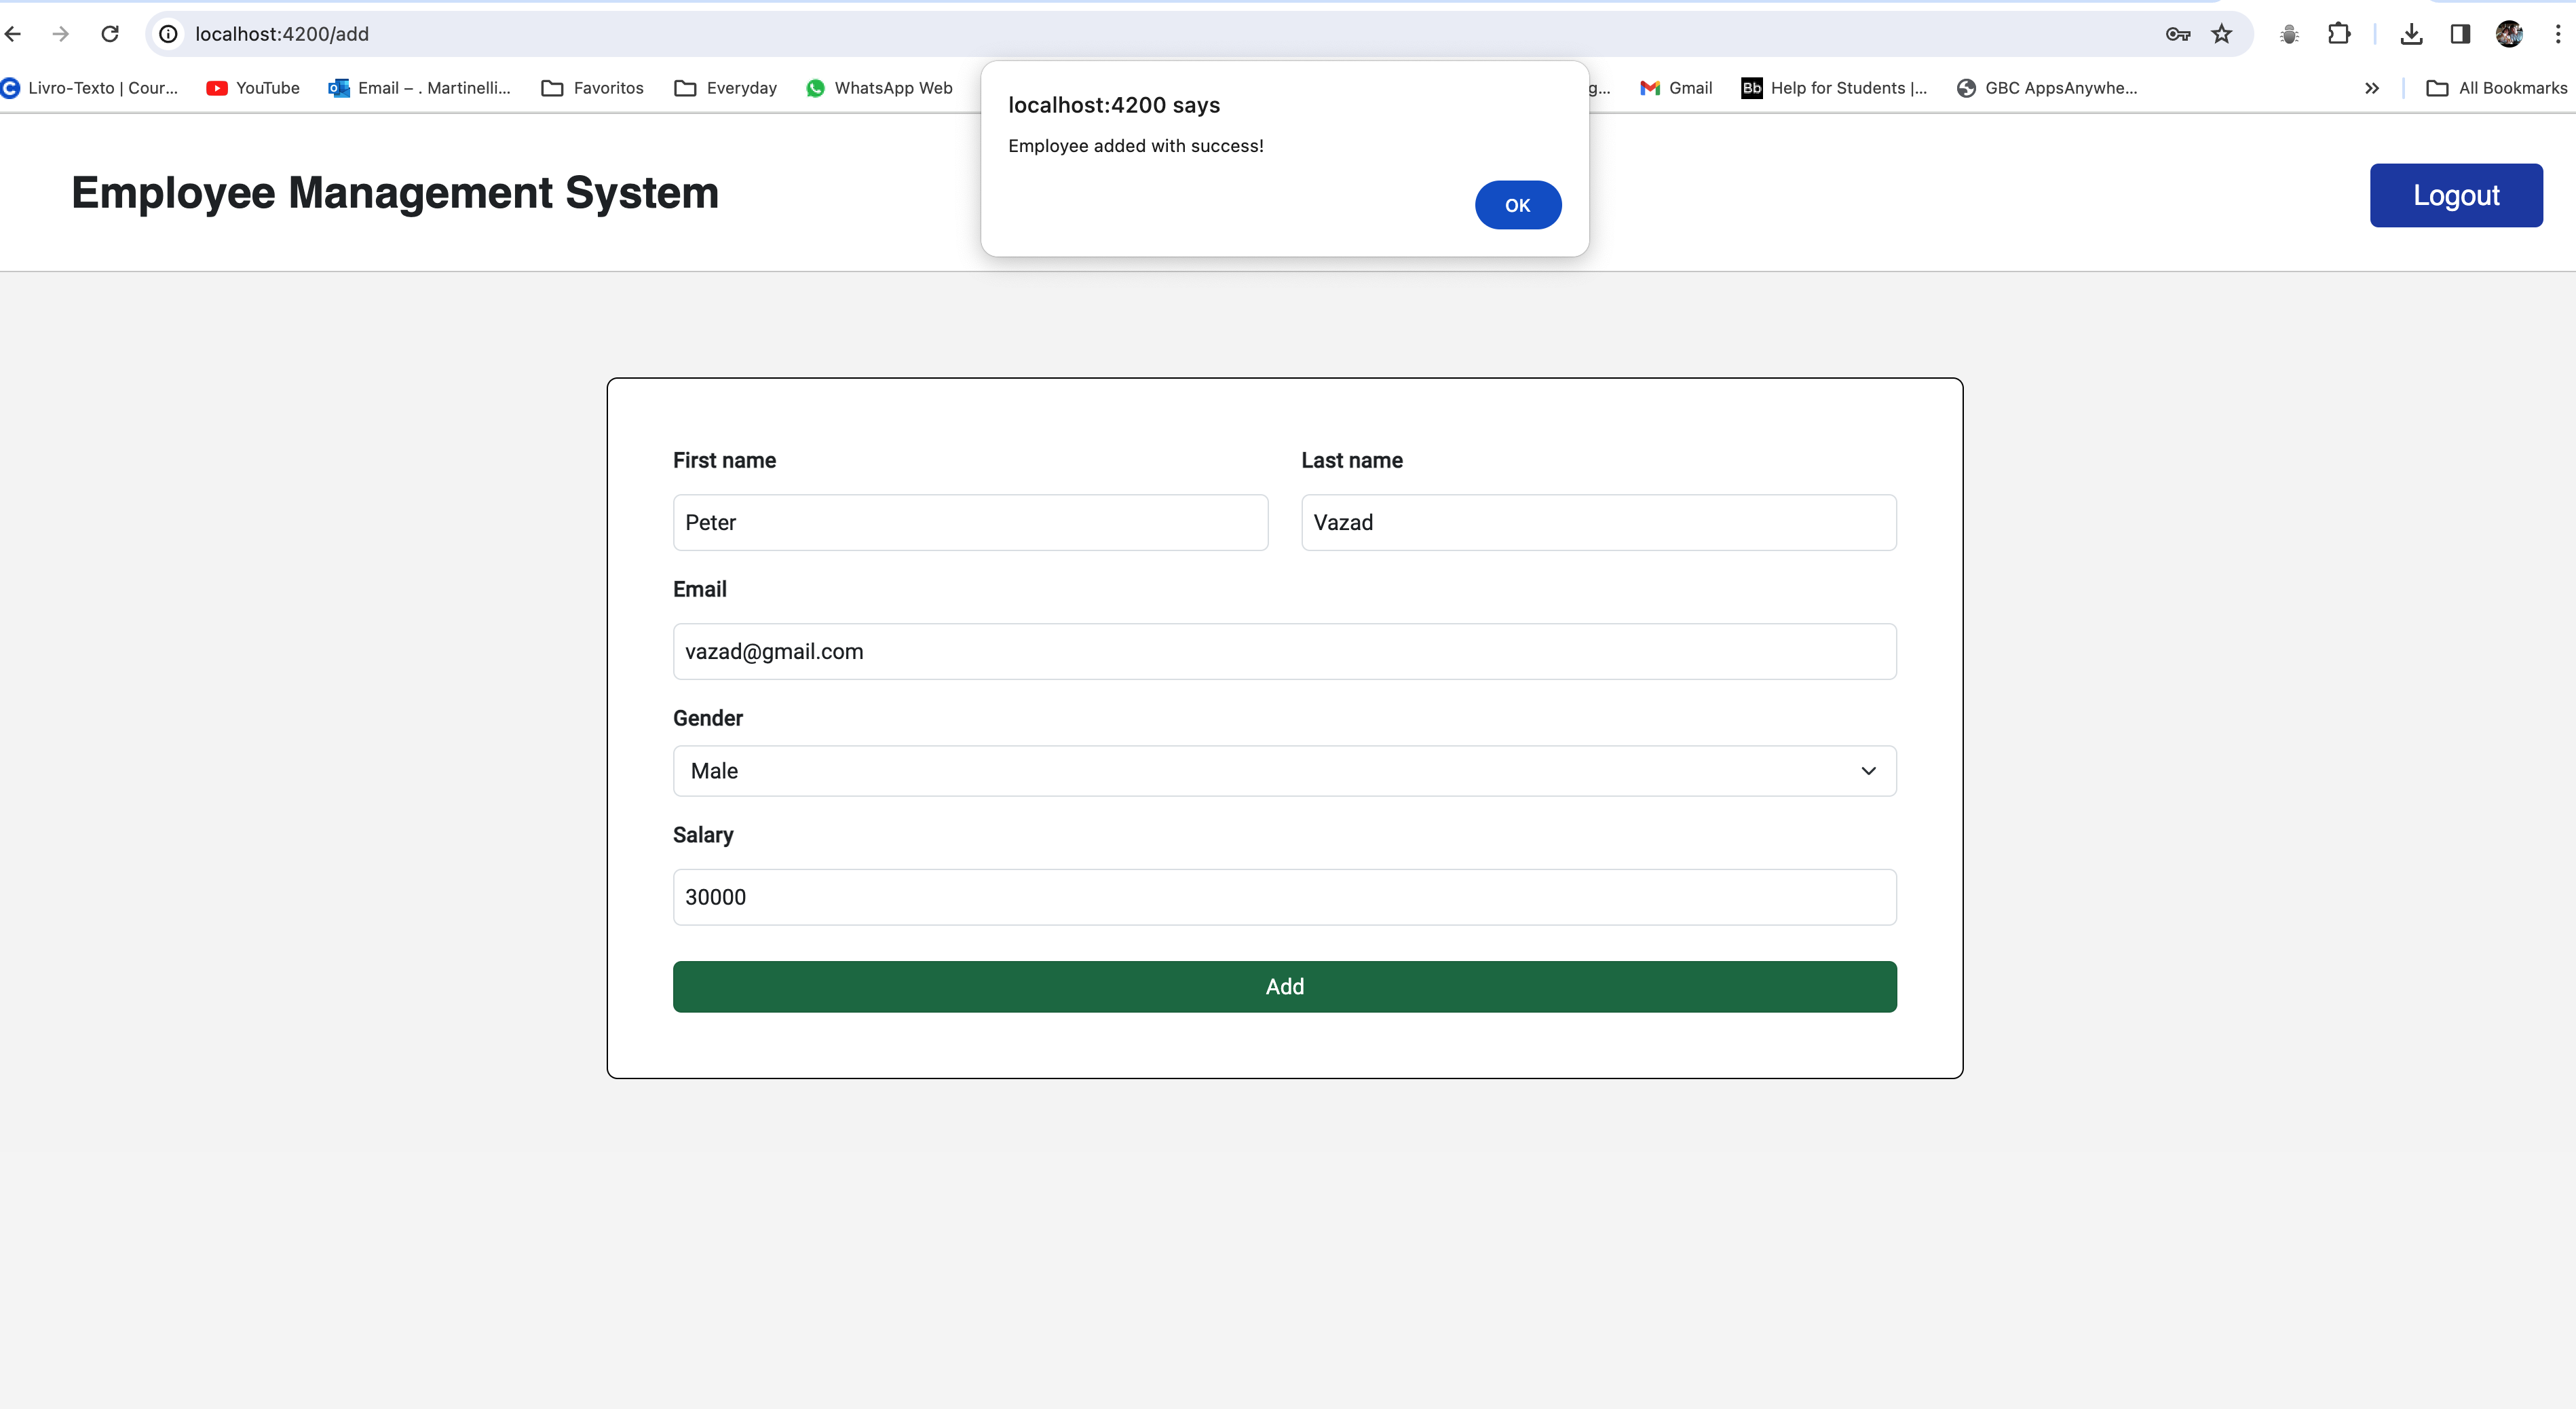 localhost:4200/add
Livro-Texto | Cour...
YouTube
Email – . Martinelli...
Favoritos
Everyday
WhatsApp Web
g...
Gmail
Bb Help for Students |...
GBC AppsAnywhe...
All Bookmarks
localhost:4200 says
Employee added with success!
OK
Employee Management System
Logout
First name
Last name
Peter
Vazad
Email
vazad@gmail.com
Gender
Male
Salary
30000
Add